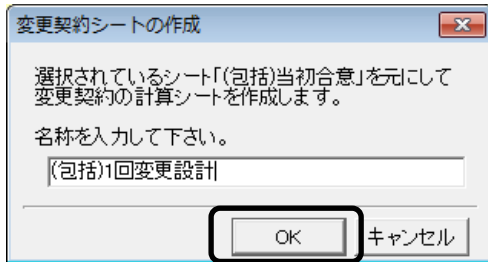 変更契約シートの作成
選択されているシート「(包括)当初合意」を元にして
変更契約の計算シートを作成します。
名称を入力して下さい。
(包括)1回変更設計
OK
キャンセル